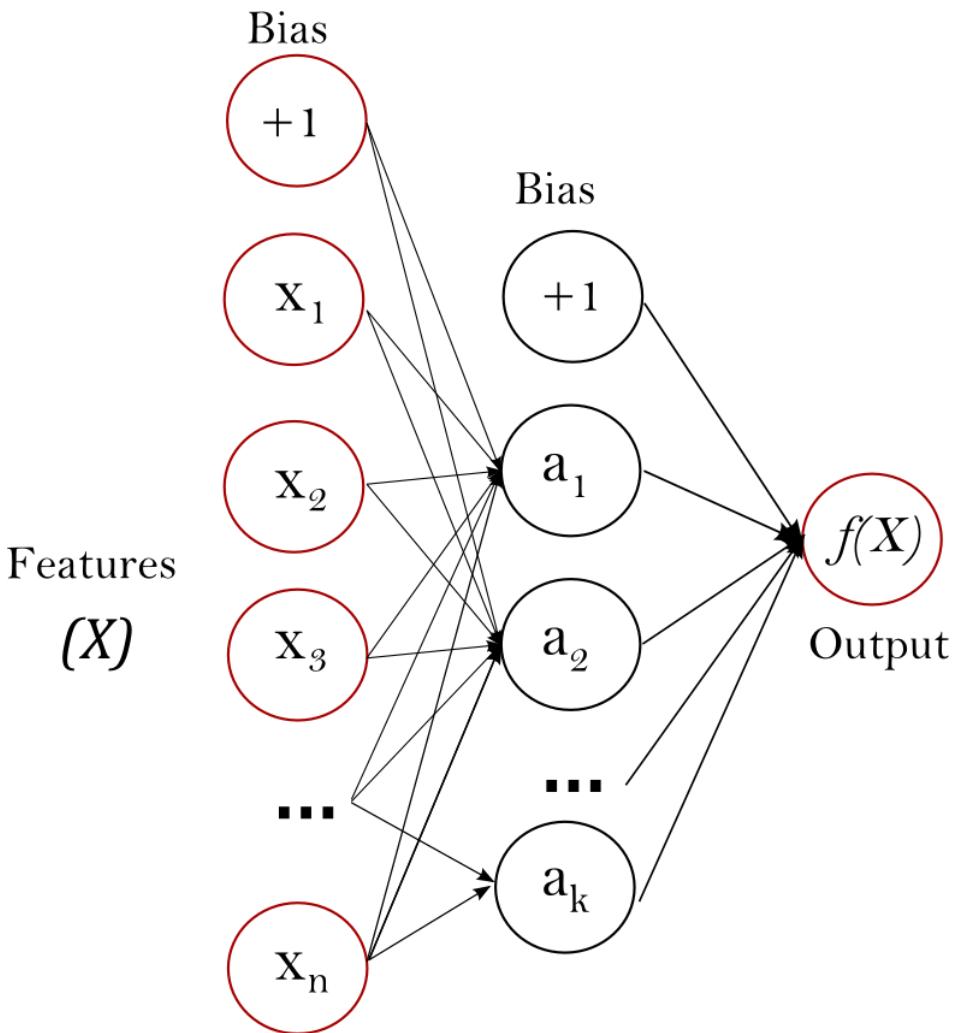 Bias
+1
x₁
x₂
x₃
...
xₙ
Features
(X)
Bias
+1
a₁
a₂
...
aₖ
f(X)
Output